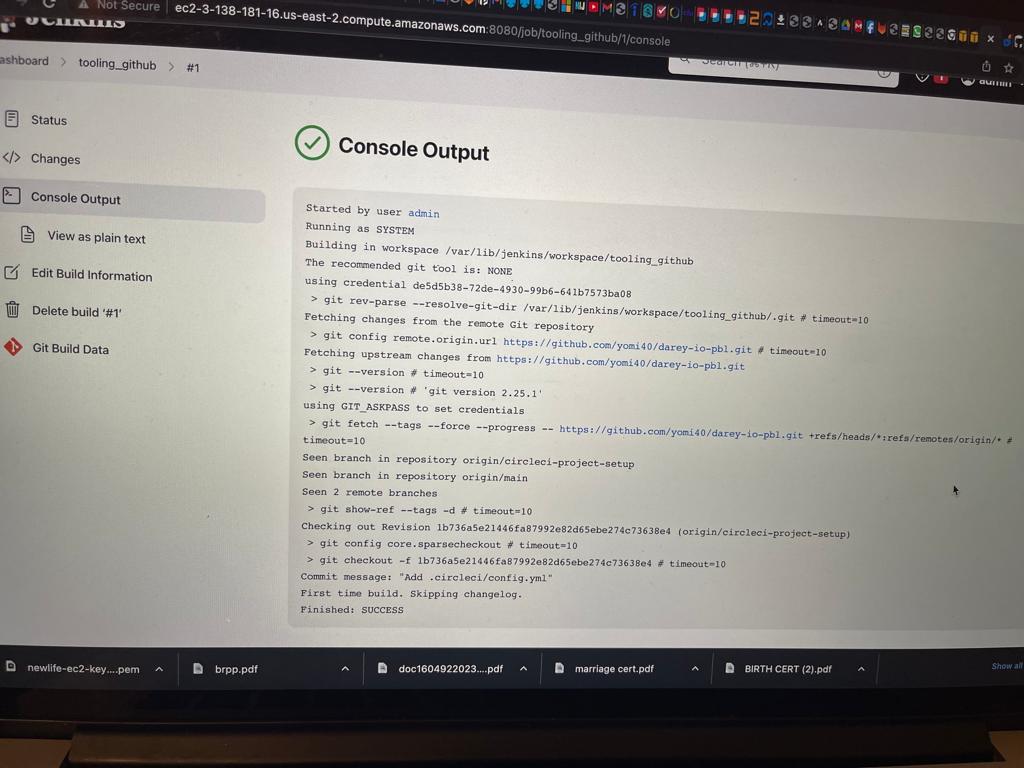 Not Secure
ec2-3-138-181-16.us-east-2.compute.amazonaws.com:8080/job/tooling_github/1/console
Jenkins
Search (⌘+K)
admin
ashboard > tooling_github > #1
Status
Changes
Console Output
View as plain text
Edit Build Information
Delete build ‘#1’
Git Build Data
Console Output
Started by user admin
Running as SYSTEM
Building in workspace /var/lib/jenkins/workspace/tooling_github
The recommended git tool is: NONE
using credential de5d5b38-72de-4930-99b6-641b7573ba08
> git rev-parse --resolve-git-dir /var/lib/jenkins/workspace/tooling_github/.git # timeout=10
Fetching changes from the remote Git repository
> git config remote.origin.url https://github.com/yomi40/darey-io-pbl.git # timeout=10
Fetching upstream changes from https://github.com/yomi40/darey-io-pbl.git
> git --version # timeout=10
> git --version # 'git version 2.25.1'
using GIT_ASKPASS to set credentials
> git fetch --tags --force --progress -- https://github.com/yomi40/darey-io-pbl.git +refs/heads/*:refs/remotes/origin/* #
timeout=10
Seen branch in repository origin/circleci-project-setup
Seen branch in repository origin/main
Seen 2 remote branches
> git show-ref --tags -d # timeout=10
Checking out Revision 1b736a5e21446fa87992e82d65ebe274c73638e4 (origin/circleci-project-setup)
> git config core.sparsecheckout # timeout=10
> git checkout -f 1b736a5e21446fa87992e82d65ebe274c73638e4 # timeout=10
Commit message: "Add .circleci/config.yml"
First time build. Skipping changelog.
Finished: SUCCESS
newlife-ec2-key....pem
brpp.pdf
doc1604922023....pdf
marriage cert.pdf
BIRTH CERT (2).pdf
Show all